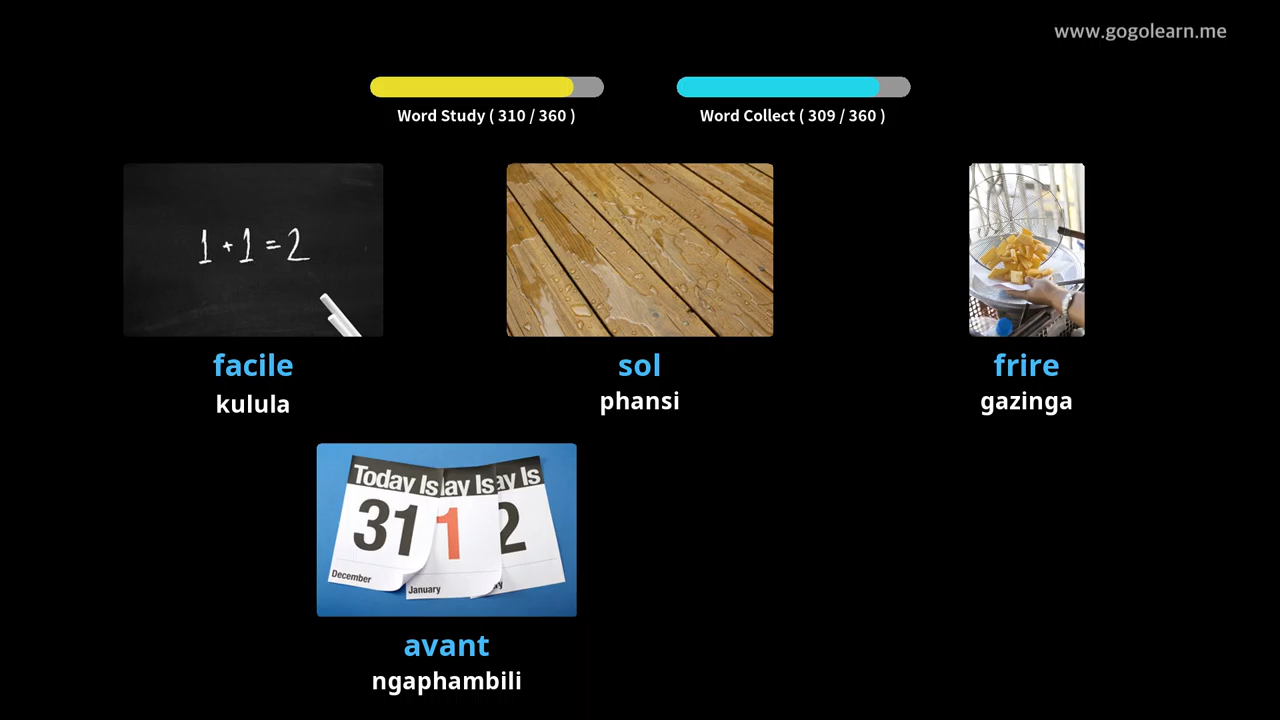 www.gogolearn.me
Word Study ( 310 / 360 )
Word Collect ( 309 / 360 )
1 + 1 = 2
facile
kulula
sol
phansi
frire
gazinga
Today Is
ay Is
ay Is
31
1
2
December
January
ry
avant
ngaphambili